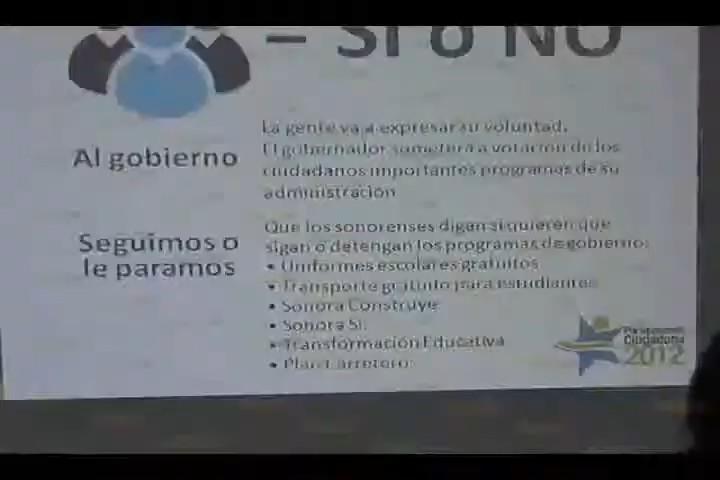 = SI o NO
Al gobierno
La gente va a expresar su voluntad.
El gobernador someterá a votación de los
ciudadanos importantes programas de su
administración
Seguimos o
le paramos
Que los sonorenses digan si quieren que
sigan o detengan los programas de gobierno:
• Uniformes escolares gratuitos
• Transporte gratuito para estudiantes
• Sonora Construye
• Sonora SI
• Transformación Educativa
• Plan Carretero
Ciudadana
2012